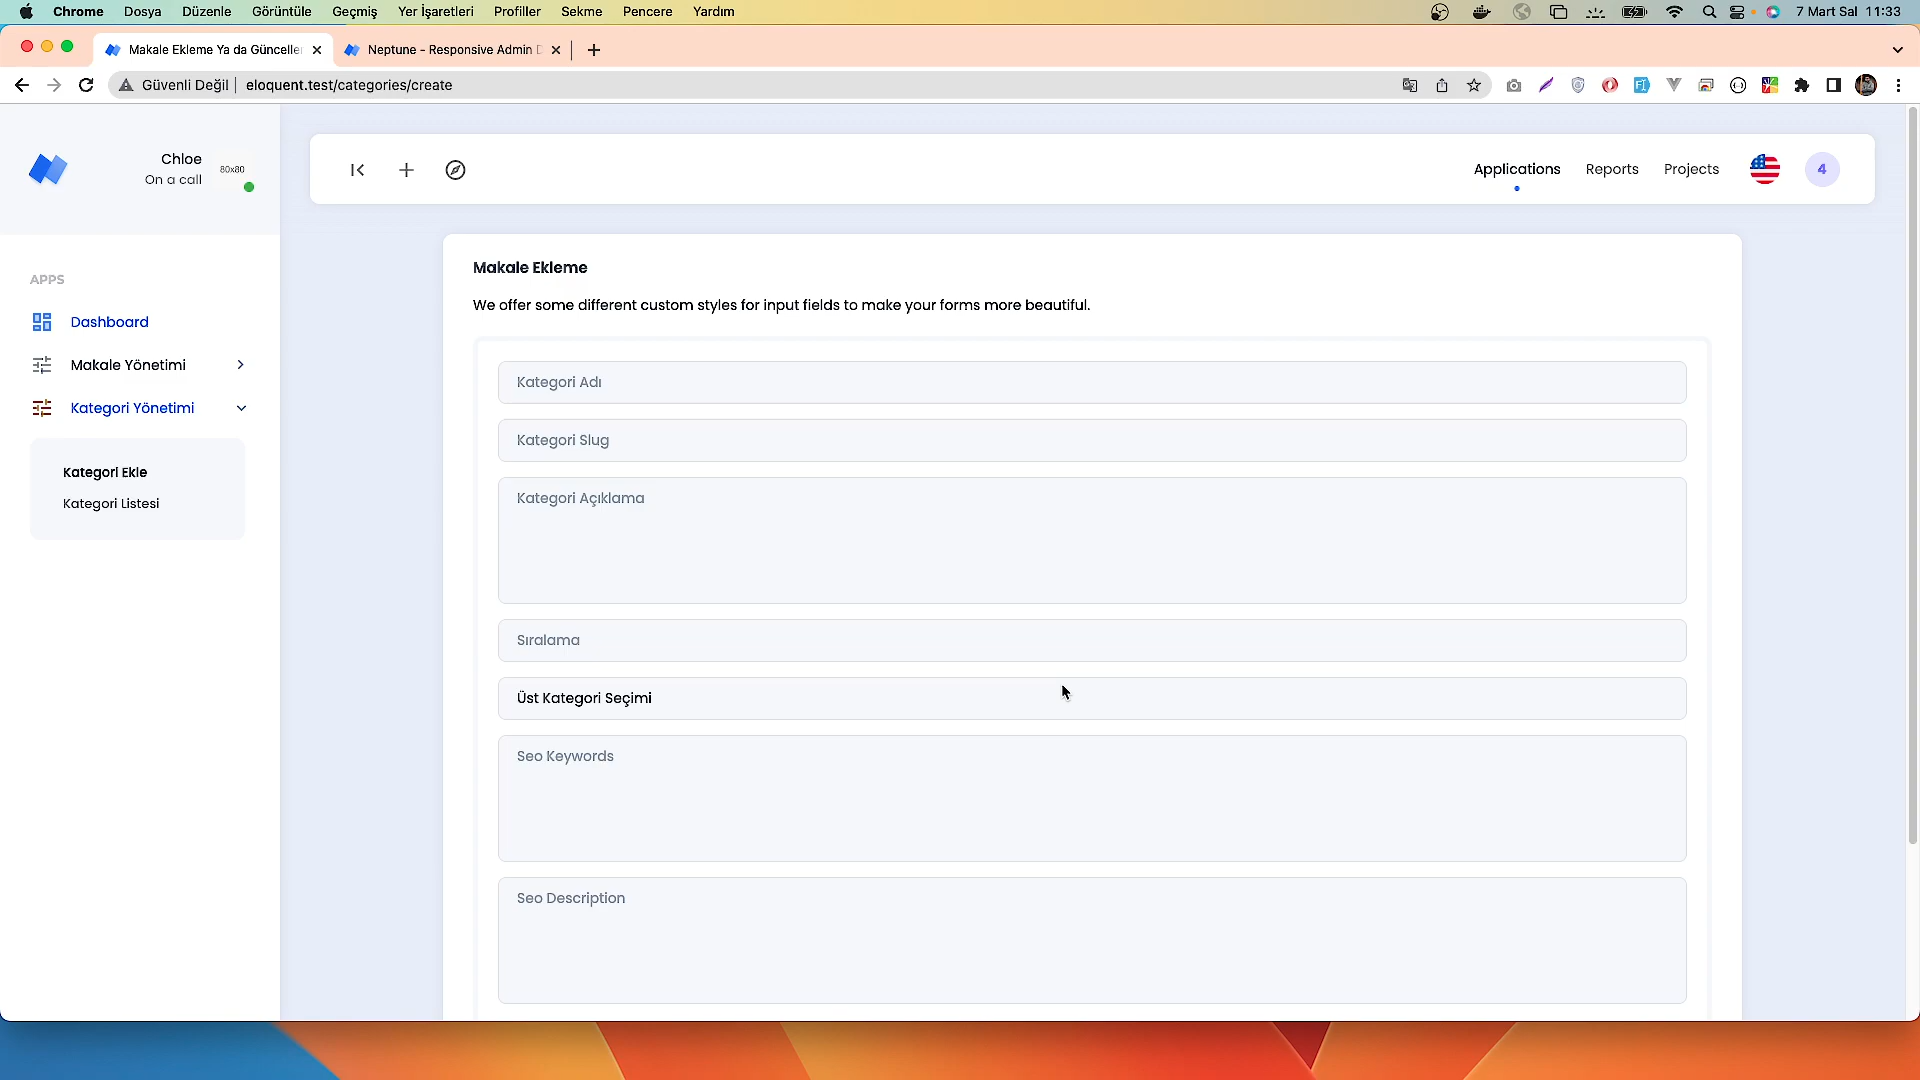 Chrome Dosya Düzenle Görüntüle Geçmiş Yer İşaretleri Profiller Sekme Pencere Yardım 7 Mart Sal 11:33
Makale Ekleme Ya da Güncelle
Neptune - Responsive Admin D
Güvenli Değil eloquent.test/categories/create
Chloe
On a call
80x80
Applications Reports Projects 4
APPS
Dashboard
Makale Yönetimi
Kategori Yönetimi
Kategori Ekle
Kategori Listesi
Makale Ekleme
We offer some different custom styles for input fields to make your forms more beautiful.
Kategori Adı
Kategori Slug
Kategori Açıklama
Sıralama
Üst Kategori Seçimi
Seo Keywords
Seo Description